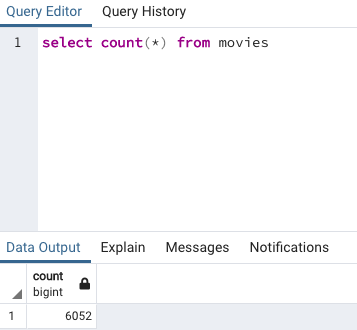 Query Editor Query History
1 select count(*) from movies
Data Output Explain Messages Notifications
count
bigint
1 6052